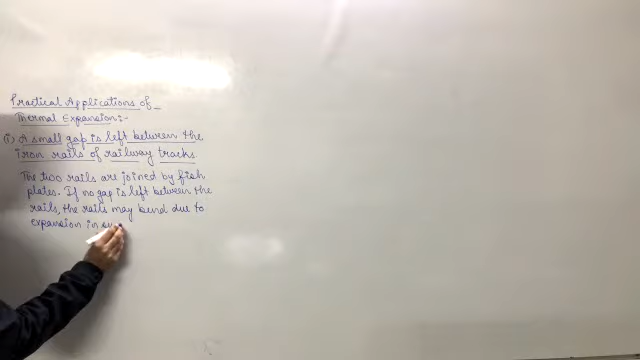 Practical Applications of
Thermal Expansion:-
(i) A small gap is left between the
iron rails of railway tracks
The two rails are joined by fish
plates. If no gap is left between the
rails, the rails may bend due to
expansion in su